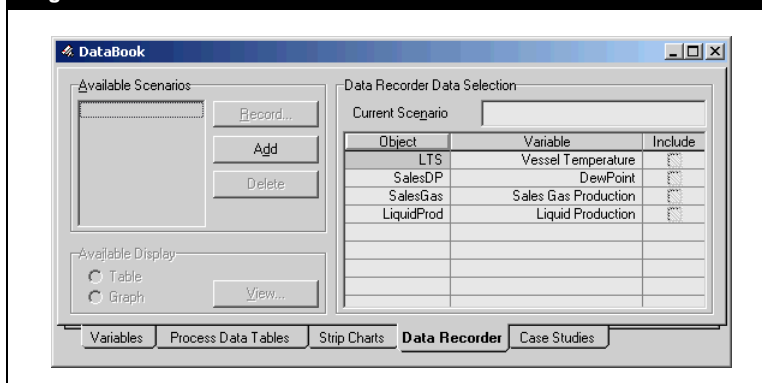 DataBook
Available Scenarios
Record...
Add
Delete
Available Display
Table
Graph
View...
Data Recorder Data Selection
Current Scenario
Object Variable Include
LTS Vessel Temperature
SalesDP DewPoint
SalesGas Sales Gas Production
LiquidProd Liquid Production
Variables Process Data Tables Strip Charts Data Recorder Case Studies